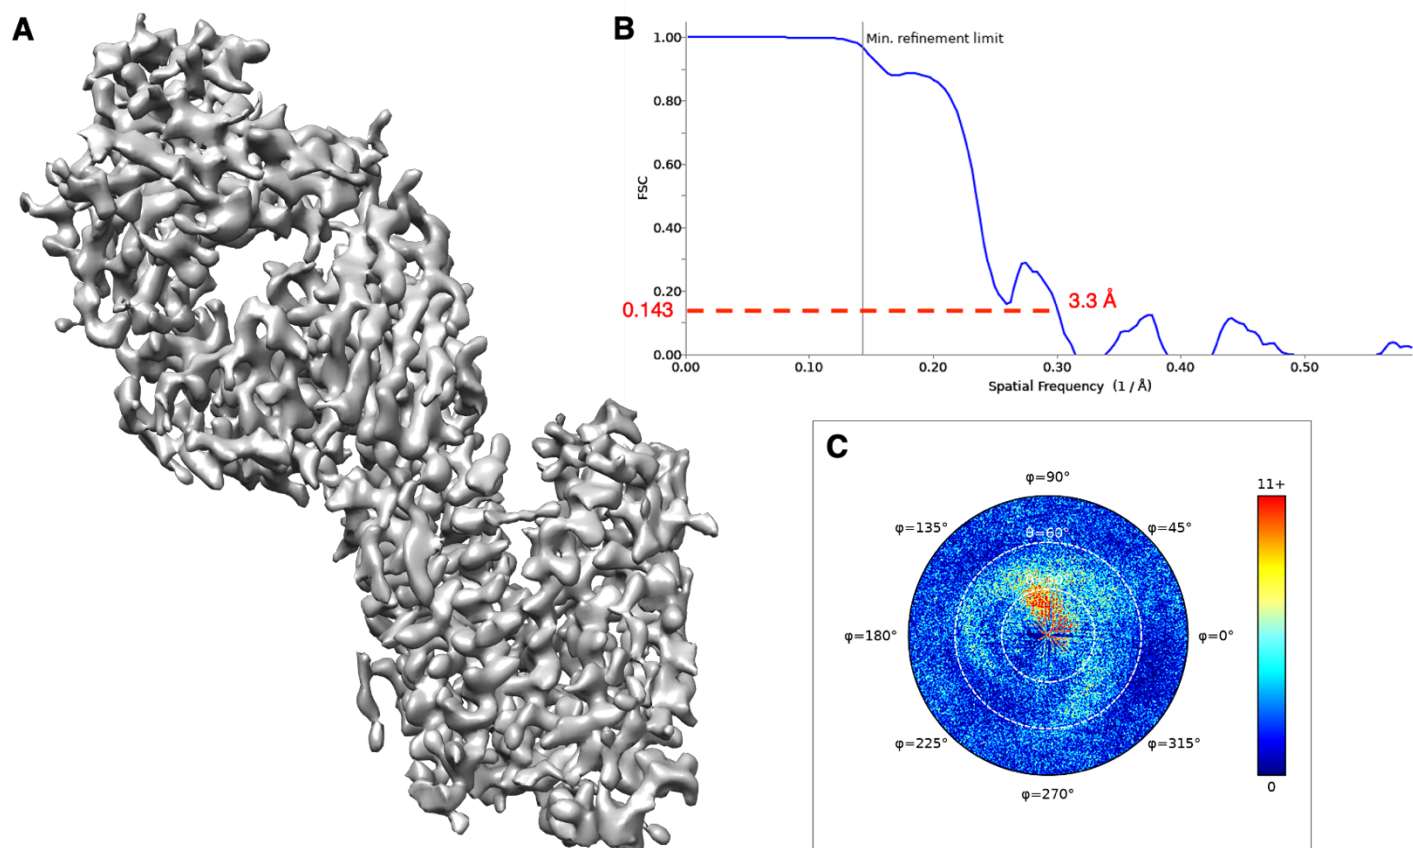 A
B
1.00
Min. refinement limit
0.80
0.60
FSC
0.40
0.20
0.143
3.3 Å
0.00
0.00
0.10
0.20
0.30
0.40
0.50
Spatial Frequency (1 / Å)
C
φ=90°
11+
φ=135°
θ=60°
φ=45°
φ=180°
φ=0°
φ=225°
φ=315°
φ=270°
0